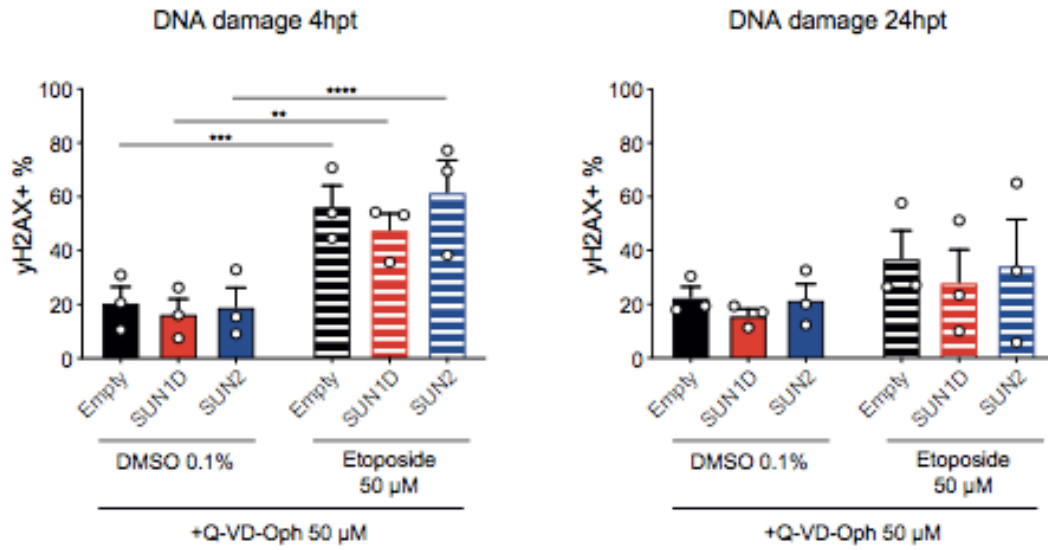 DNA damage 4hpt
yH2AX+ %
100
80
60
40
20
0
****
**
***
Empty
SUN1D
SUN2
Empty
SUN1D
SUN2
DMSO 0.1%
Etoposide
50 µM
+Q-VD-Oph 50 µM
DNA damage 24hpt
yH2AX+ %
100
80
60
40
20
0
Empty
SUN1D
SUN2
Empty
SUN1D
SUN2
DMSO 0.1%
Etoposide
50 µM
+Q-VD-Oph 50 µM